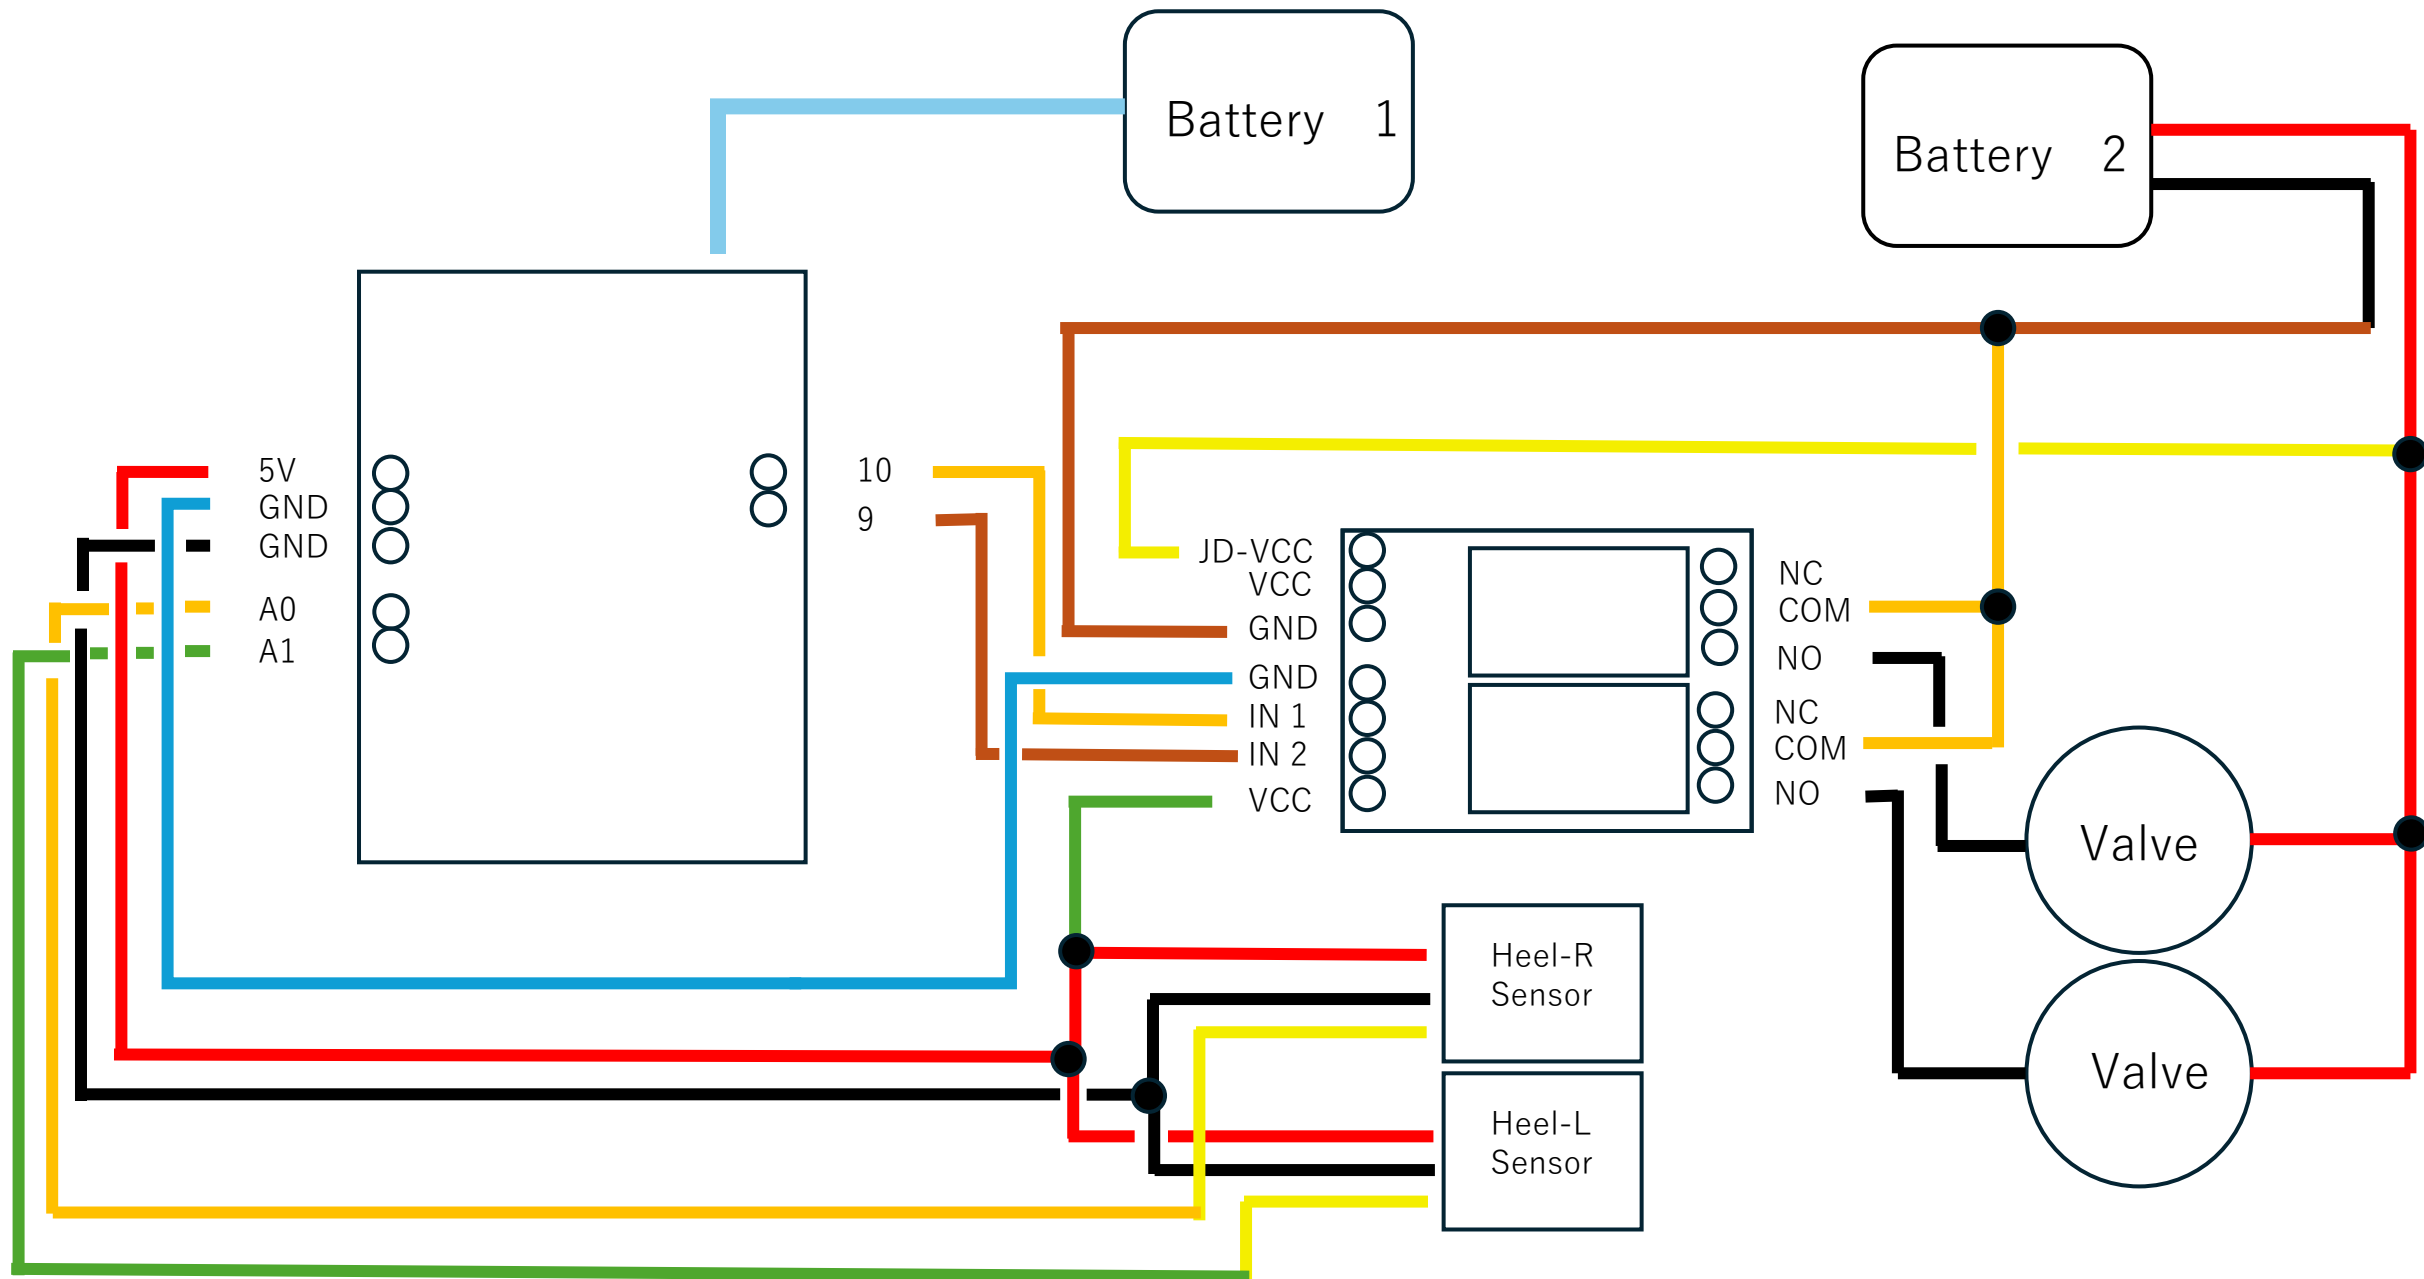 Battery 1
Battery 2
5V
GND
GND
A0
A1
10
9
JD-VCC
VCC
GND
GND
IN 1
IN 2
VCC
NC
COM
NO
NC
COM
NO
Valve
Valve
Heel-R
Sensor
Heel-L
Sensor